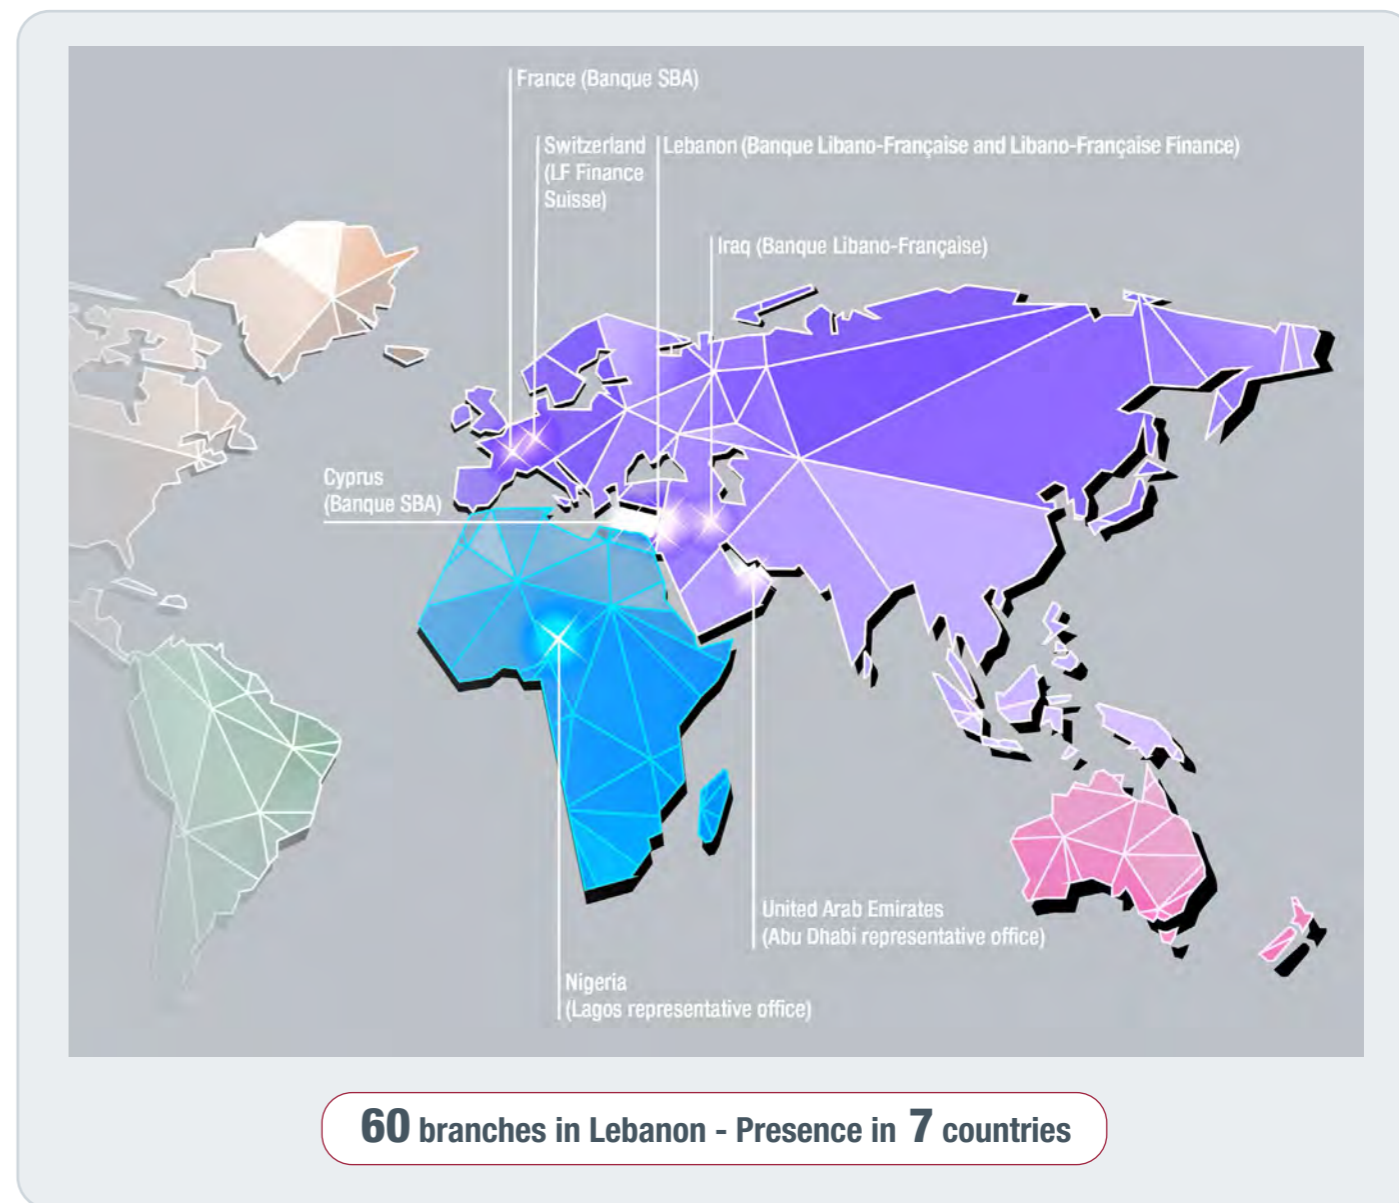 France (Banque SBA)
Switzerland
(LF Finance
Suisse)
Lebanon (Banque Libano-Française and Libano-Française Finance)
Iraq (Banque Libano-Française)
Cyprus
(Banque SBA)
United Arab Emirates
(Abu Dhabi representative office)
Nigeria
(Lagos representative office)
60 branches in Lebanon - Presence in 7 countries